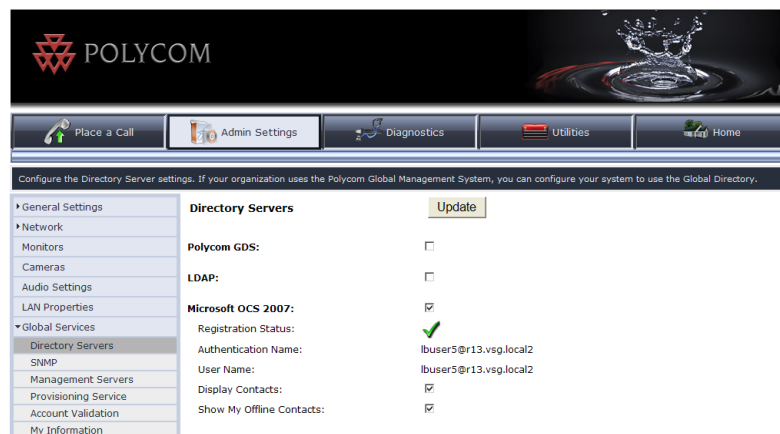 POLYCOM
Place a Call
Admin Settings
Diagnostics
Utilities
Home
Configure the Directory Server settings. If your organization uses the Polycom Global Management System, you can configure your system to use the Global Directory.
General Settings
Network
Monitors
Cameras
Audio Settings
LAN Properties
Global Services
Directory Servers
SNMP
Management Servers
Provisioning Service
Account Validation
My Information
Directory Servers
Update
Polycom GDS:
LDAP:
Microsoft OCS 2007:
Registration Status:
Authentication Name: lbuser5@r13.vsg.local2
User Name: lbuser5@r13.vsg.local2
Display Contacts:
Show My Offline Contacts: